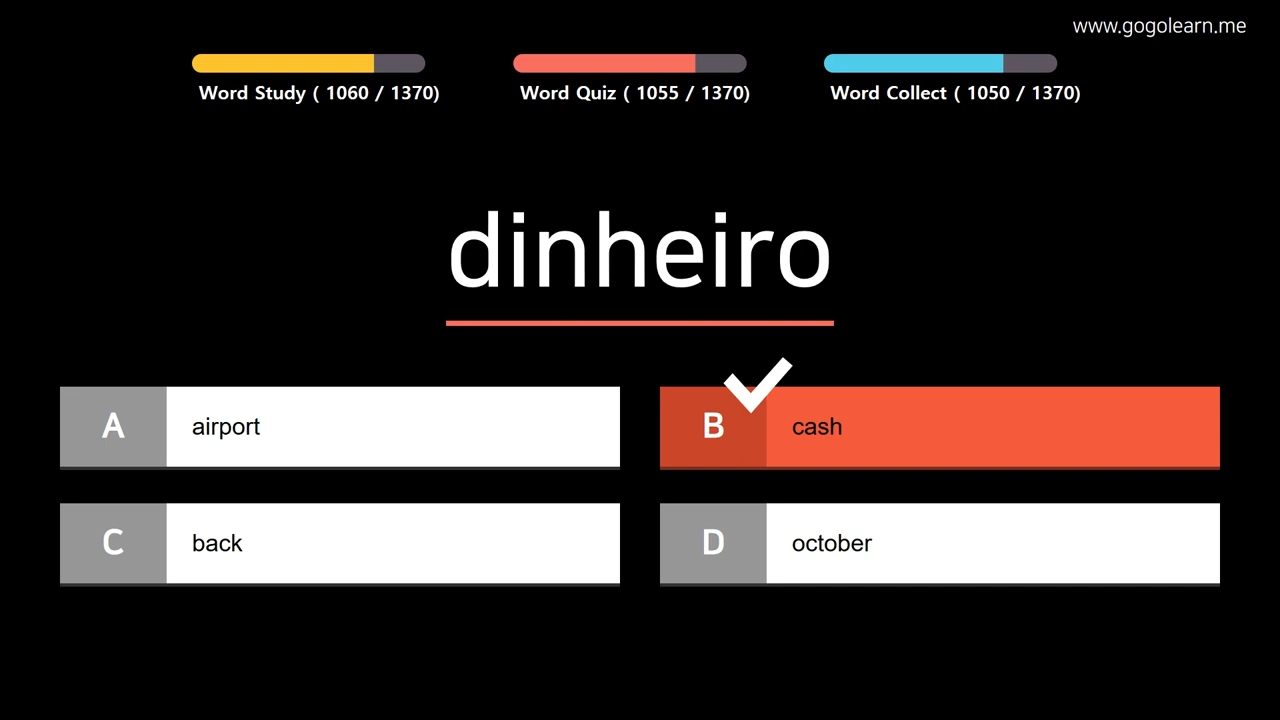 www.gogolearn.me
Word Study ( 1060 / 1370)
Word Quiz ( 1055 / 1370)
Word Collect ( 1050 / 1370)
dinheiro
A airport
B cash
C back
D october